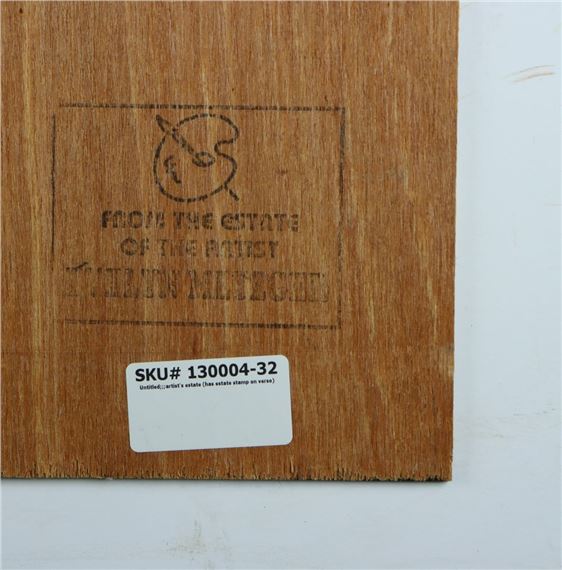 FROM THE ESTATE
OF THE ARTIST
SKU# 130004-32
Untitled;;;artist's estate (has estate stamp on verso)